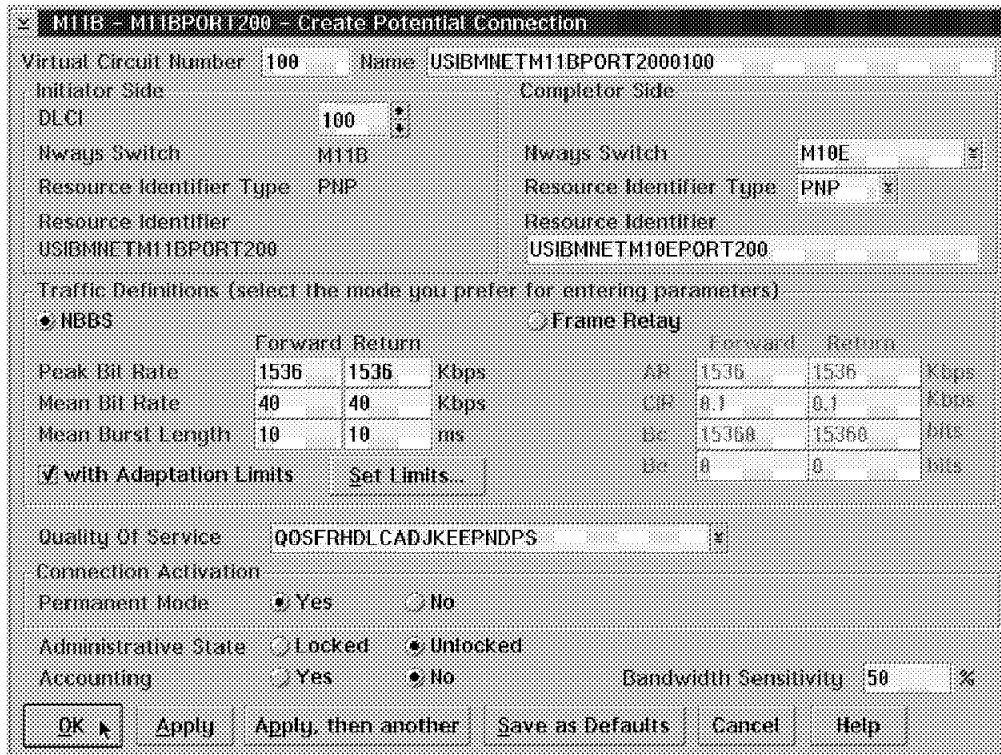 M11B - M11BPORT200 - Create Potential Connection
Virtual Circuit Number 100 Name USIBMNETM11BPORT2000100
Initiator Side Completor Side
DLCI 100
Nways Switch M11B Nways Switch M10E
Resource Identifier Type PNP Resource Identifier Type PNP
Resource Identifier Resource Identifier
USIBMNETM11BPORT200 USIBMNETM10EPORT200
Traffic Definitions (select the mode you prefer for entering parameters)
NBBS Frame Relay
Forward Return Forward Return
Peak Bit Rate 1536 1536 Kbps AR 1536 1536 Kbps
Mean Bit Rate 40 40 Kbps CIR 0.1 0.1 Kbps
Mean Burst Length 10 10 ms Bc 15360 15360 bits
with Adaptation Limits Set Limits... Be 0 0 bits
Quality Of Service QOSFRHDLCADJKEEPNDPS
Connection Activation
Permanent Mode Yes No
Administrative State Locked Unlocked
Accounting Yes No Bandwidth Sensitivity 50 %
OK Apply Apply, then another Save as Defaults Cancel Help